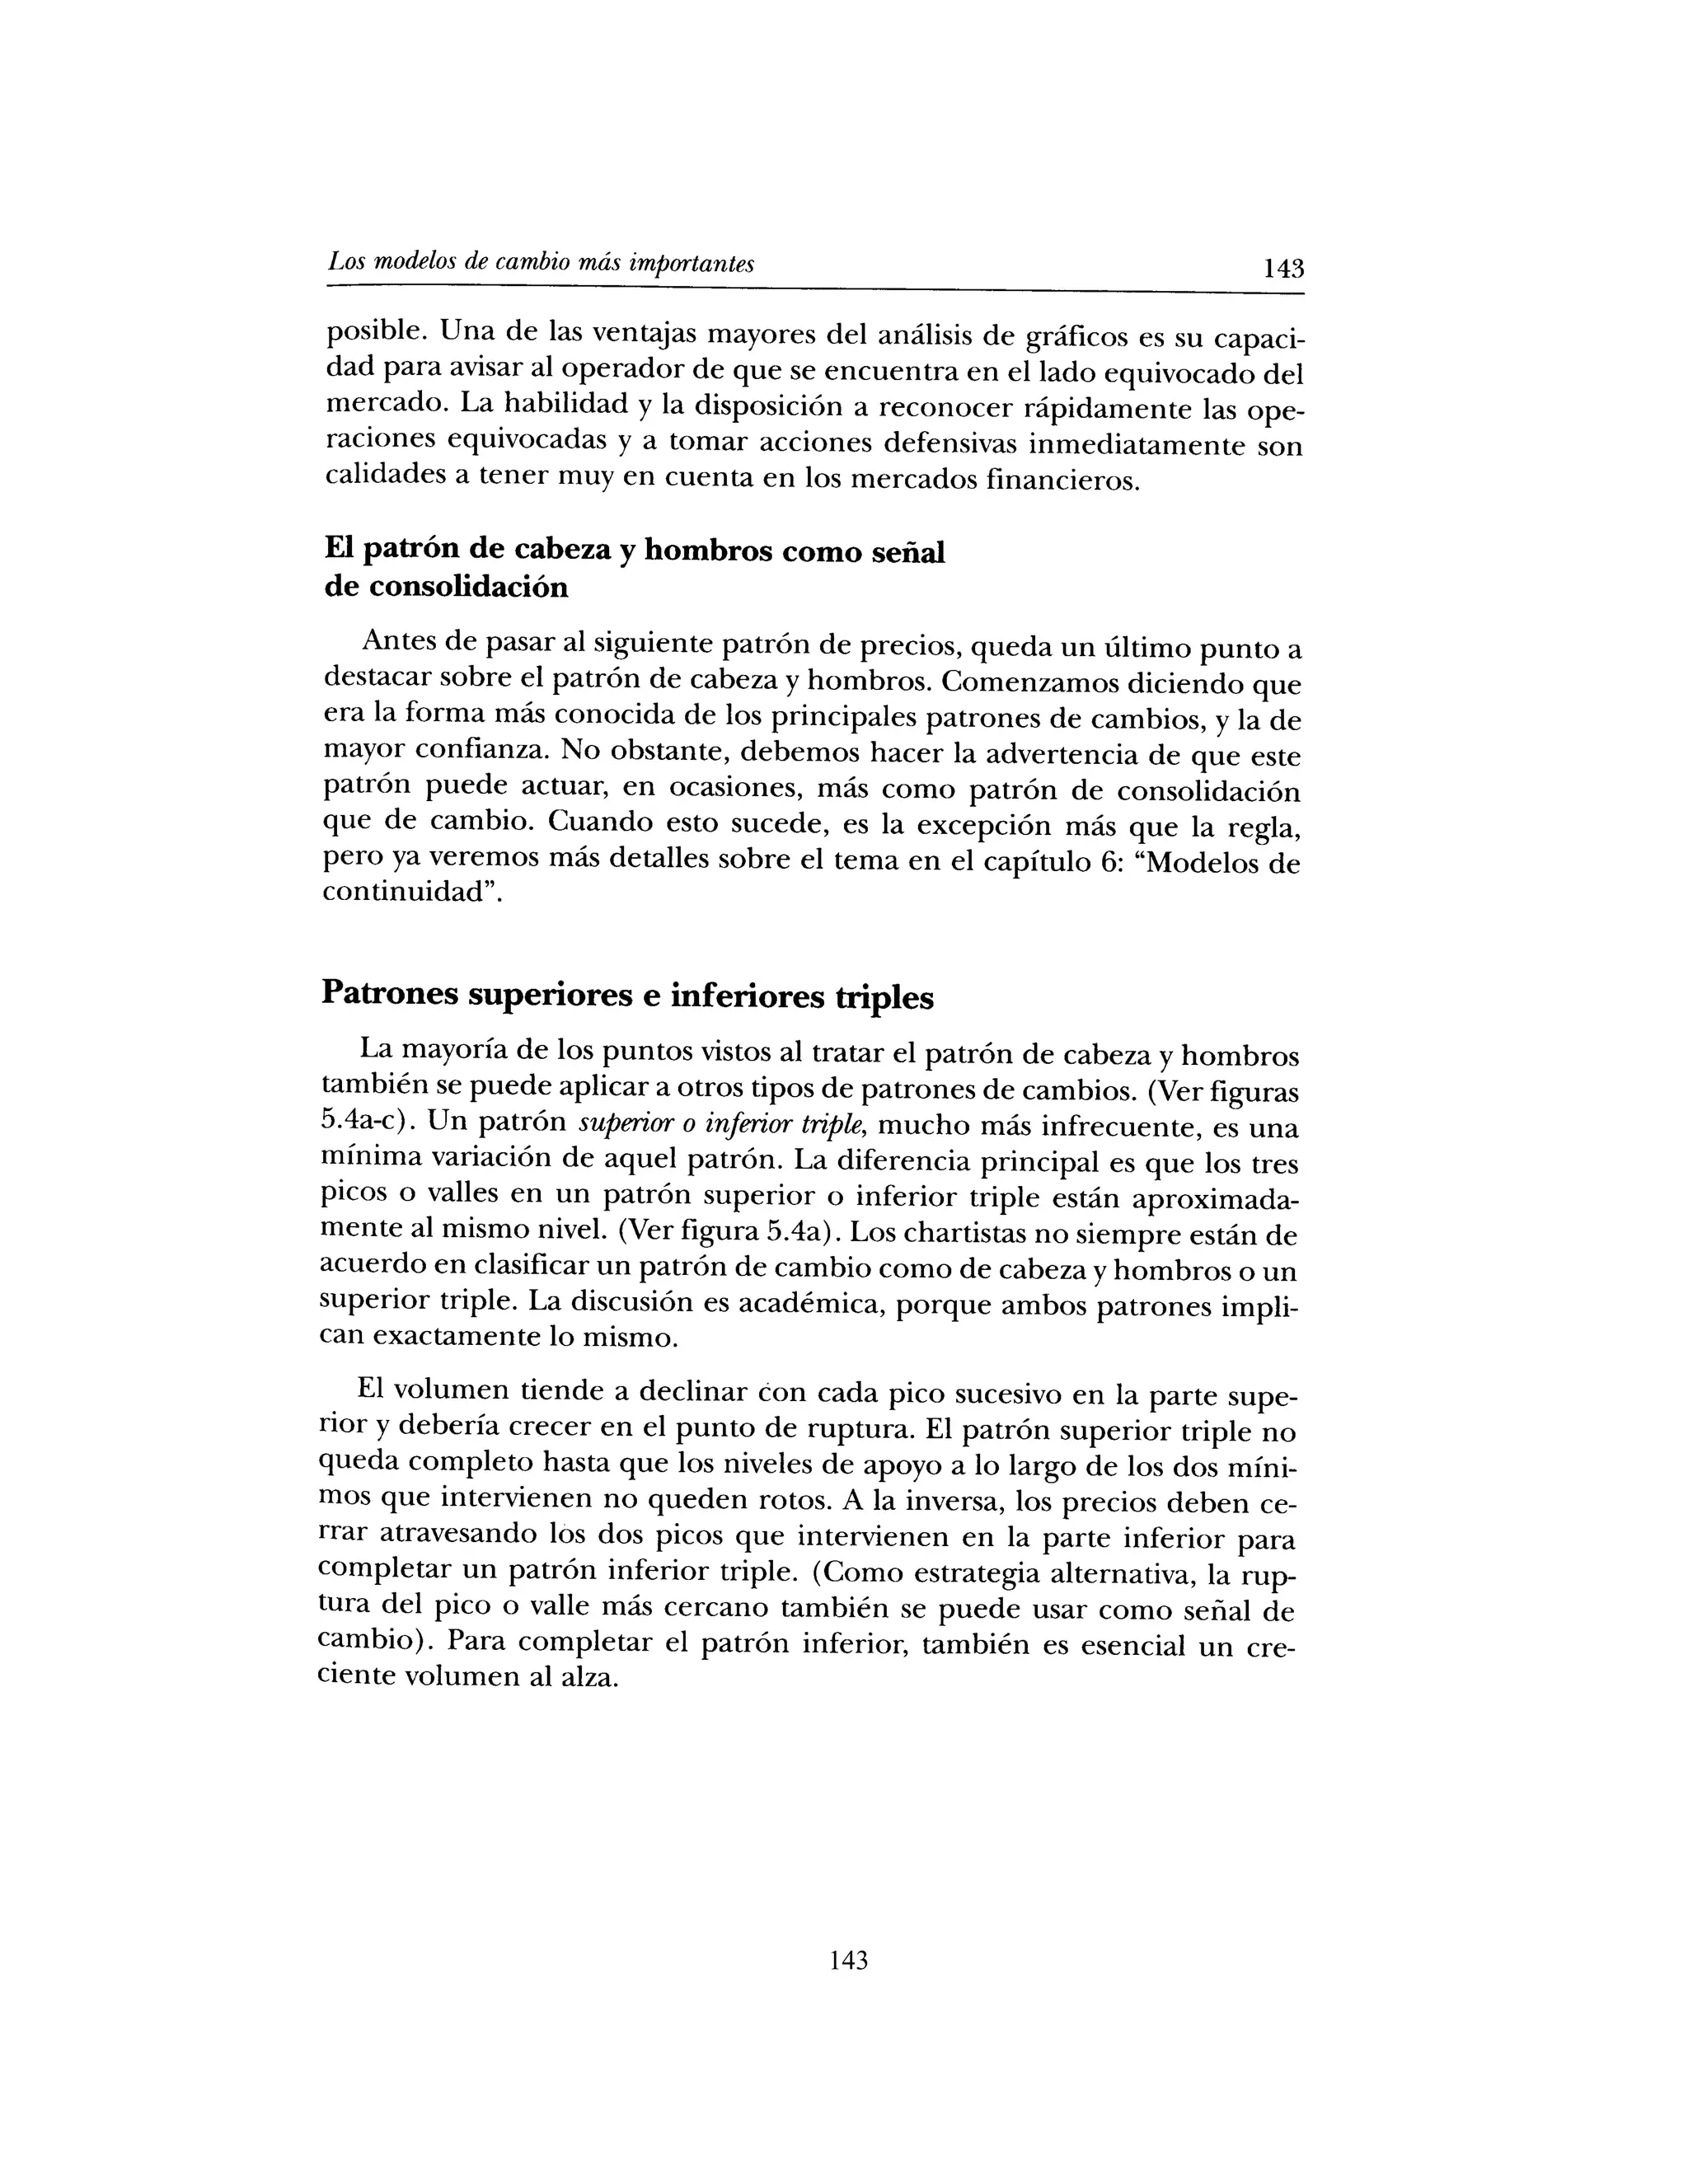 Los modelos de cambio más importantes 143
posible. Una de las ventajas mayores del análisis de gráficos es su capaci-
dad para avisar al operador de que se encuentra en el lado equivocado del
mercado. La habilidad y la disposición a reconocer rápidamente las ope-
raciones equivocadas y a tomar acciones defensivas inmediatamente son
calidades a tener muy en cuenta en los mercados financieros.
El patrón de cabeza y hombros como señal
de consolidación
Antes de pasar al siguiente patrón de precios, queda un último punto a
destacar sobre el patrón de cabeza y hombros. Comenzamos diciendo que
era la forma más conocida de los principales patrones de cambios, y la de
mayor confianza. No obstante, debemos hacer la advertencia de que este
patrón puede actuar, en ocasiones, más como patrón de consolidación
que de cambio. Cuando esto sucede, es la excepción más que la regla,
pero ya veremos más detalles sobre el tema en el capítulo 6: “Modelos de
continuidad”.
Patrones superiores e inferiores triples
La mayoría de los puntos vistos al tratar el patrón de cabeza y hombros
también se puede aplicar a otros tipos de patrones de cambios. (Ver figuras
5.4a-c). Un patrón superior o inferior triple, mucho más infrecuente, es una
mínima variación de aquel patrón. La diferencia principal es que los tres
picos o valles en un patrón superior o inferior triple están aproximada-
mente al mismo nivel. (Ver figura 5.4a). Los chartistas no siempre están de
acuerdo en clasificar un patrón de cambio como de cabeza y hombros o un
superior triple. La discusión es académica, porque ambos patrones impli-
can exactamente lo mismo.
El volumen tiende a declinar con cada pico sucesivo en la parte supe-
rior y debería crecer en el punto de ruptura. El patrón superior triple no
queda completo hasta que los niveles de apoyo a lo largo de los dos míni-
mos que intervienen no queden rotos. A la inversa, los precios deben ce-
rrar atravesando los dos picos que intervienen en la parte inferior para
completar un patrón inferior triple. (Como estrategia alternativa, la rup-
tura del pico o valle más cercano también se puede usar como señal de
cambio). Para completar el patrón inferior, también es esencial un cre-
ciente volumen al alza.
143